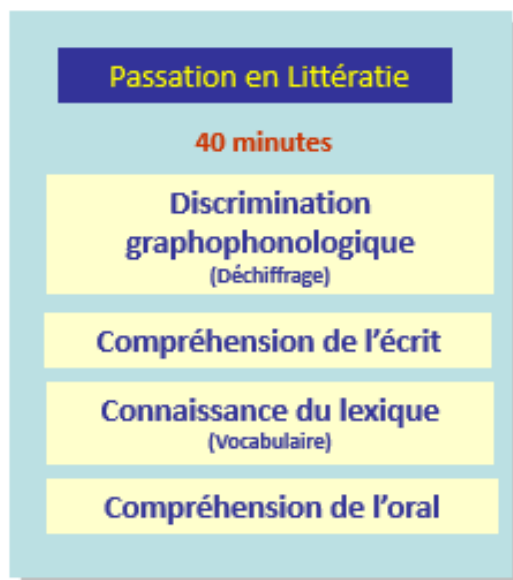 Passation en Littératie
40 minutes
Discrimination
graphophonologique
(Déchiffrage)
Compréhension de l'écrit
Connaissance du lexique
(Vocabulaire)
Compréhension de l'oral